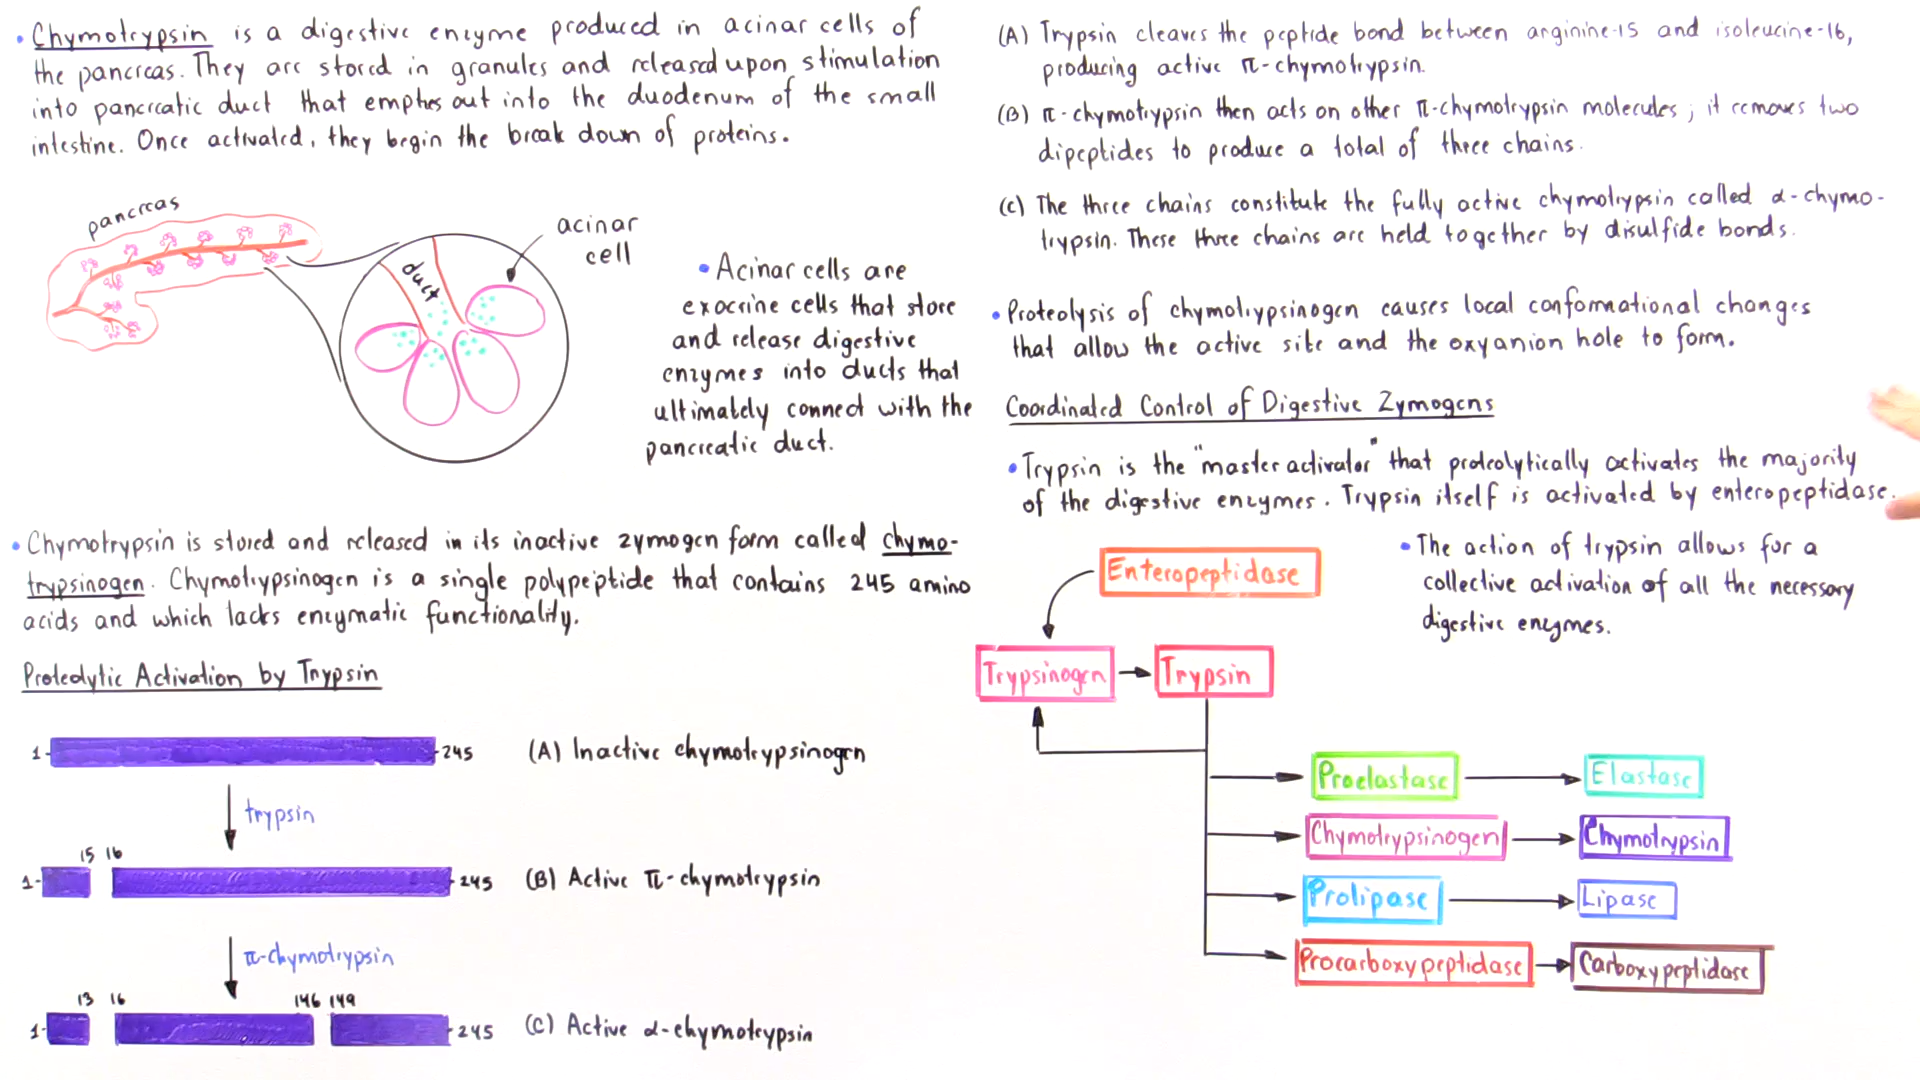 • Chymotrypsin is a digestive enzyme produced in acinar cells of
the pancreas. They are stored in granules and released upon stimulation
into pancreatic duct that empties out into the duodenum of the small
intestine. Once activated, they begin the break down of proteins.
pancreas
duct
acinar
cell
• Acinar cells are
exocrine cells that store
and release digestive
enzymes into ducts that
ultimately connect with the
pancreatic duct.
• Chymotrypsin is stored and released in its inactive zymogen form called chymo-
trypsinogen. Chymotrypsinogen is a single polypeptide that contains 245 amino
acids and which lacks enzymatic functionality.
Proteolytic Activation by Trypsin
1 - 245 (A) Inactive chymotrypsinogen
trypsin
15 16
1 - 245 (B) Active π-chymotrypsin
π-chymotrypsin
13 16 146 149
1 - 245 (C) Active α-chymotrypsin
(A) Trypsin cleaves the peptide bond between arginine-15 and isoleucine-16,
producing active π-chymotrypsin.
(B) π-chymotrypsin then acts on other π-chymotrypsin molecules; it removes two
dipeptides to produce a total of three chains.
(C) The three chains constitute the fully active chymotrypsin called α-chymo-
trypsin. These three chains are held together by disulfide bonds.
• Proteolysis of chymotrypsinogen causes local conformational changes
that allow the active site and the oxyanion hole to form.
Coordinated Control of Digestive Zymogens
• Trypsin is the "master activator" that proteolytically activates the majority
of the digestive enzymes. Trypsin itself is activated by enteropeptidase.
• The action of trypsin allows for a
collective activation of all the necessary
digestive enzymes.
Enteropeptidase
Trypsinogen Trypsin
Proelastase Elastase
Chymotrypsinogen Chymotrypsin
Prolipase Lipase
Procarboxypeptidase Carboxypeptidase